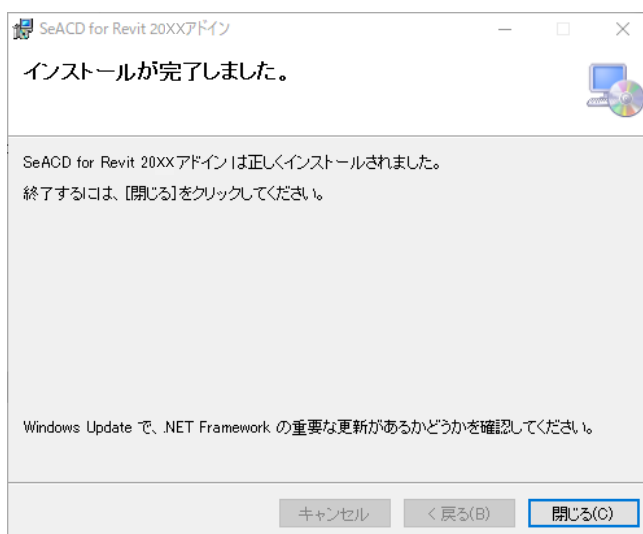 SeACD for Revit 20XXアドイン
インストールが完了しました。
SeACD for Revit 20XXアドイン は正しくインストールされました。
終了するには、[閉じる]をクリックしてください。
Windows Update で、.NET Framework の重要な更新があるかどうかを確認してください。
キャンセル
< 戻る(B)
閉じる(C)